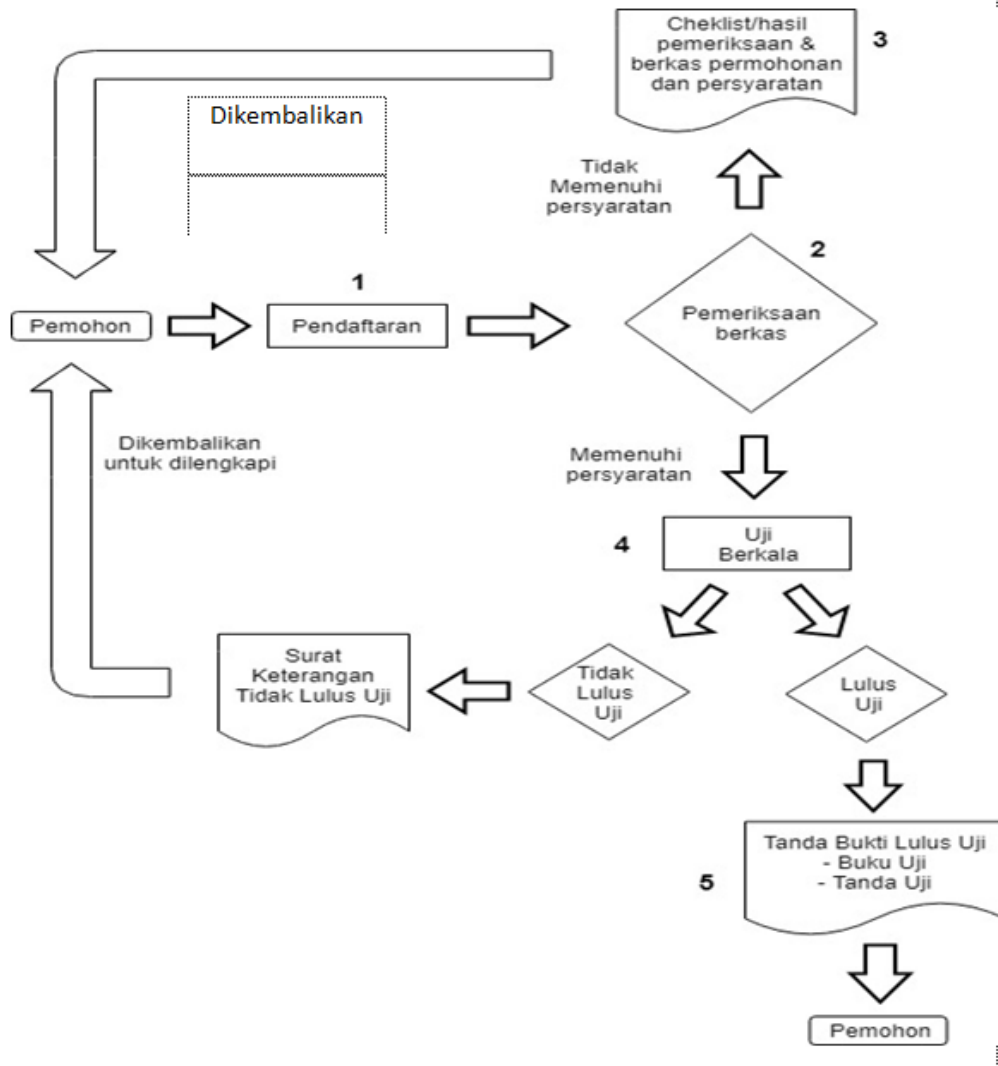 Cheklist/hasil
pemeriksaan &
berkas permohonan
dan persyaratan
3
Dikembalikan
Tidak
Memenuhi
persyaratan
2
1
Pemohon
Pendaftaran
Pemeriksaan
berkas
Dikembalikan
untuk dilengkapi
Memenuhi
persyaratan
4
Uji
Berkala
Surat
Keterangan
Tidak Lulus Uji
Tidak
Lulus
Uji
Lulus
Uji
5
Tanda Bukti Lulus Uji
- Buku Uji
- Tanda Uji
Pemohon